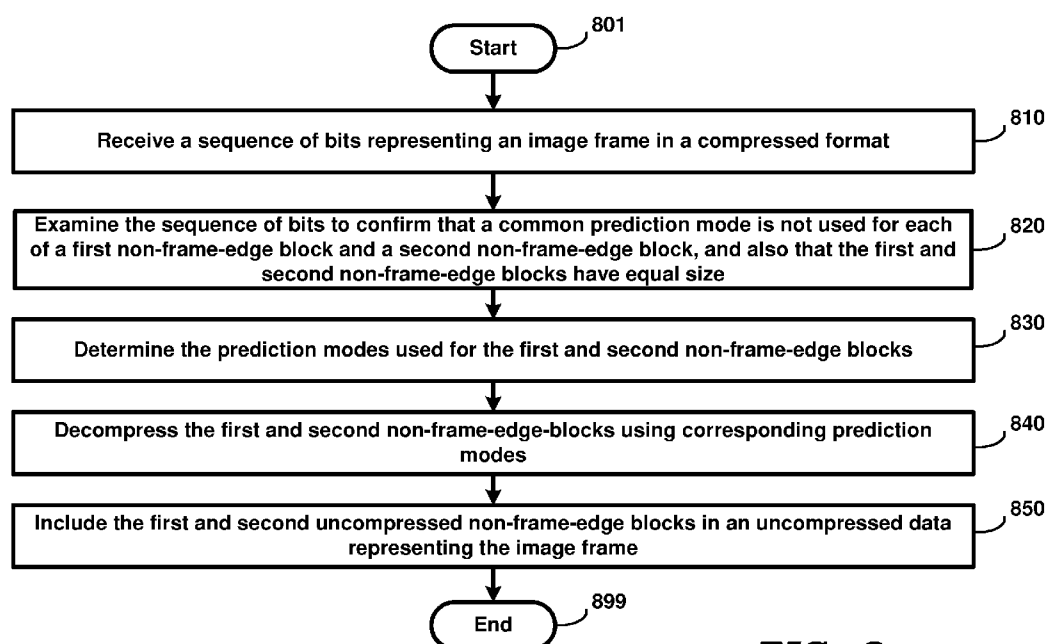 Start
801
Receive a sequence of bits representing an image frame in a compressed format
810
Examine the sequence of bits to confirm that a common prediction mode is not used for each
of a first non-frame-edge block and a second non-frame-edge block, and also that the first and
second non-frame-edge blocks have equal size
820
Determine the prediction modes used for the first and second non-frame-edge blocks
830
Decompress the first and second non-frame-edge-blocks using corresponding prediction
modes
840
Include the first and second uncompressed non-frame-edge blocks in an uncompressed data
representing the image frame
850
End
899